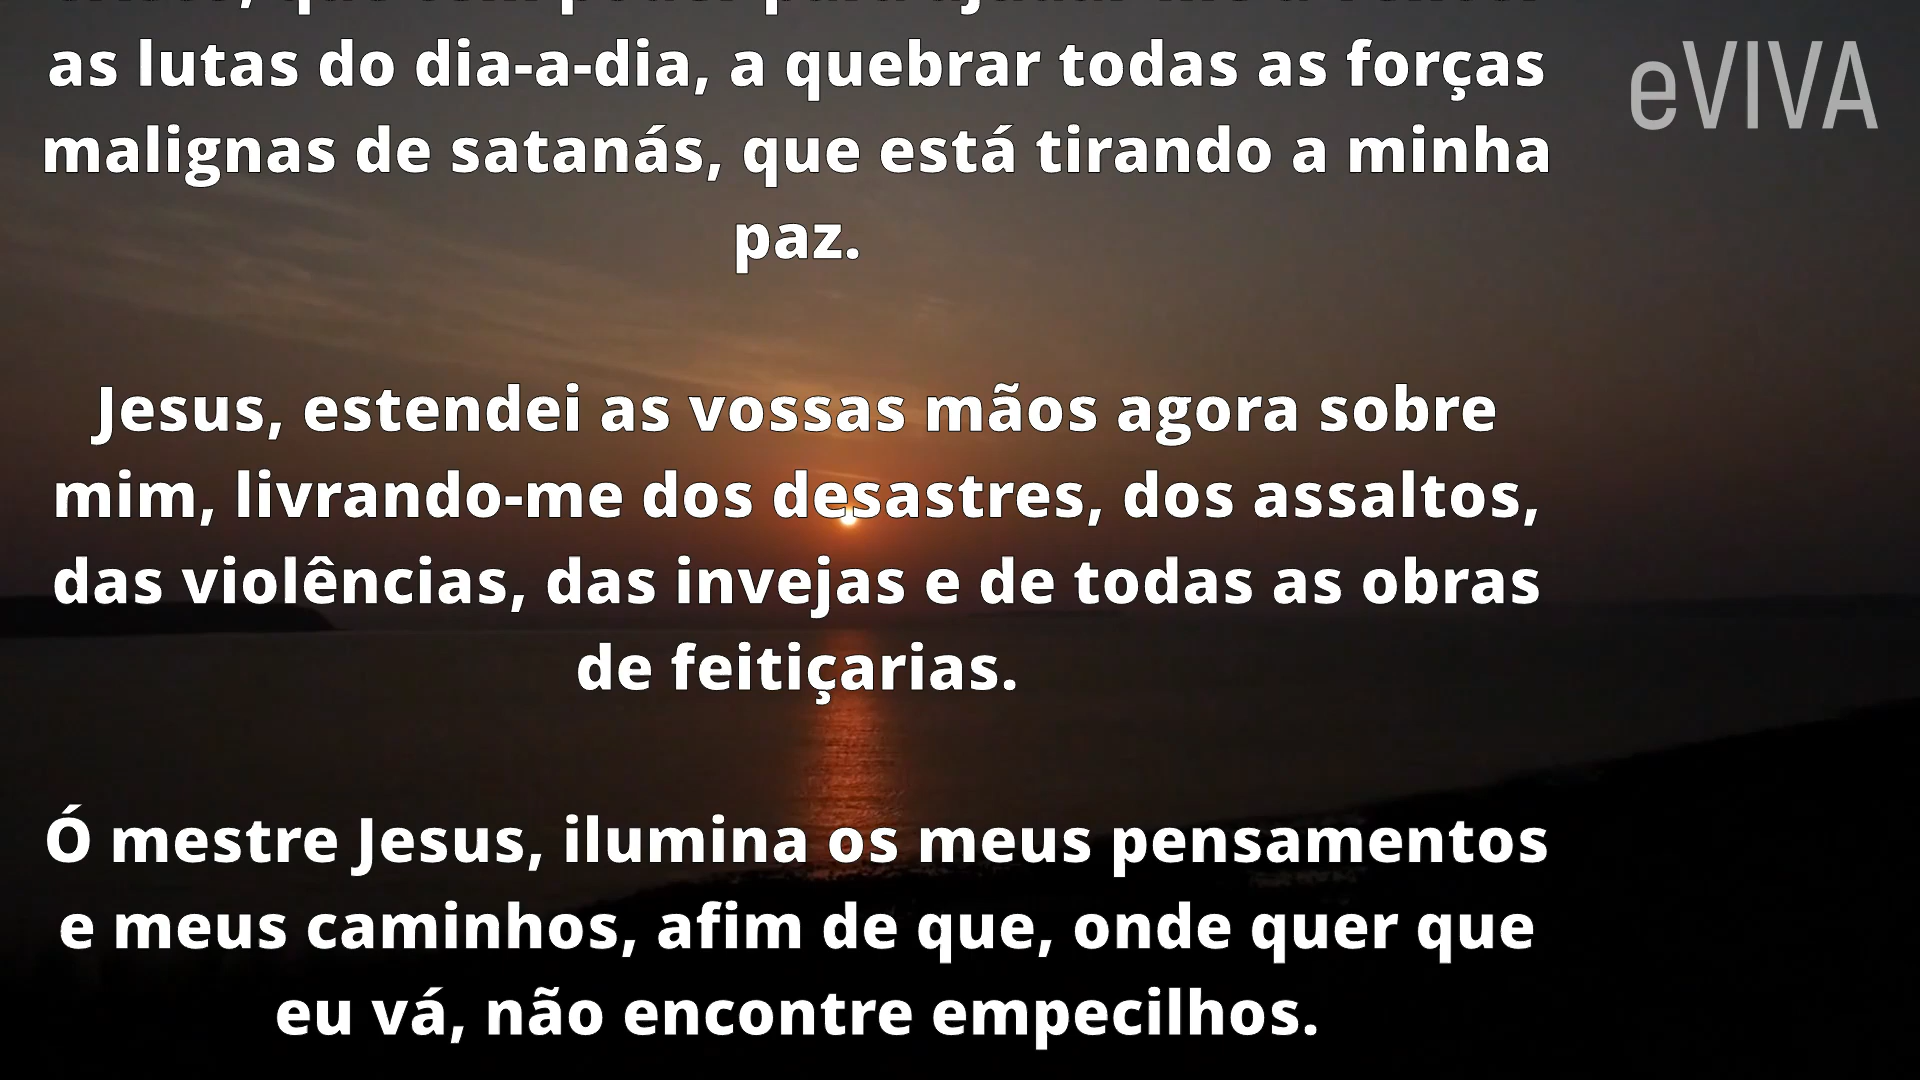 as lutas do dia-a-dia, a quebrar todas as forças
malignas de satanás, que está tirando a minha
paz.
Jesus, estendei as vossas mãos agora sobre
mim, livrando-me dos desastres, dos assaltos,
das violências, das invejas e de todas as obras
de feitiçarias.
Ó mestre Jesus, ilumina os meus pensamentos
e meus caminhos, afim de que, onde quer que
eu vá, não encontre empecilhos.
eVIVA